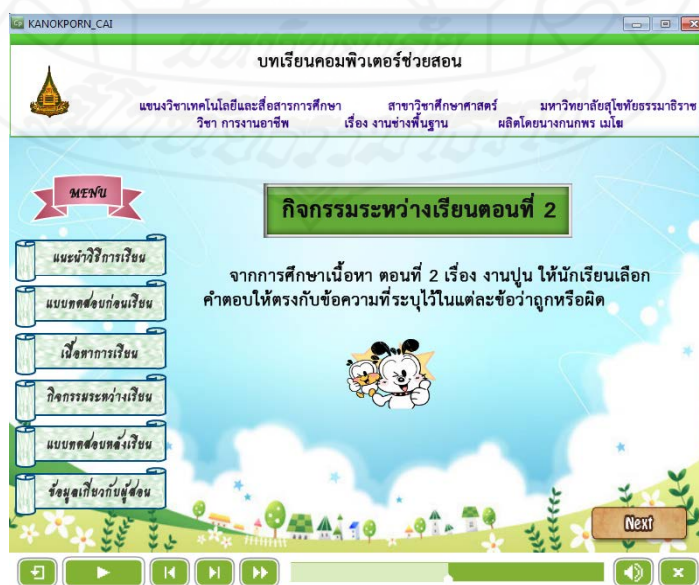 KANOKPORN_CAI
บทเรียนคอมพิวเตอร์ช่วยสอน
แขนงวิชาเทคโนโลยีและสื่อสารการศึกษา สาขาวิชาศึกษาศาสตร์ มหาวิทยาลัยสุโขทัยธรรมาธิราช
วิชา การงานอาชีพ เรื่อง งานช่างพื้นฐาน ผลิตโดยนางกนกพร เมโฆ
MENU
แนะนำวิธีการเรียน
แบบทดสอบก่อนเรียน
เนื้อหาการเรียน
กิจกรรมระหว่างเรียน
แบบทดสอบหลังเรียน
ข้อมูลเกี่ยวกับผู้สอน
กิจกรรมระหว่างเรียนตอนที่ 2
จากการศึกษาเนื้อหา ตอนที่ 2 เรื่อง งานปูน ให้นักเรียนเลือก
คำตอบให้ตรงกับข้อความที่ระบุไว้ในแต่ละข้อว่าถูกหรือผิด
Next